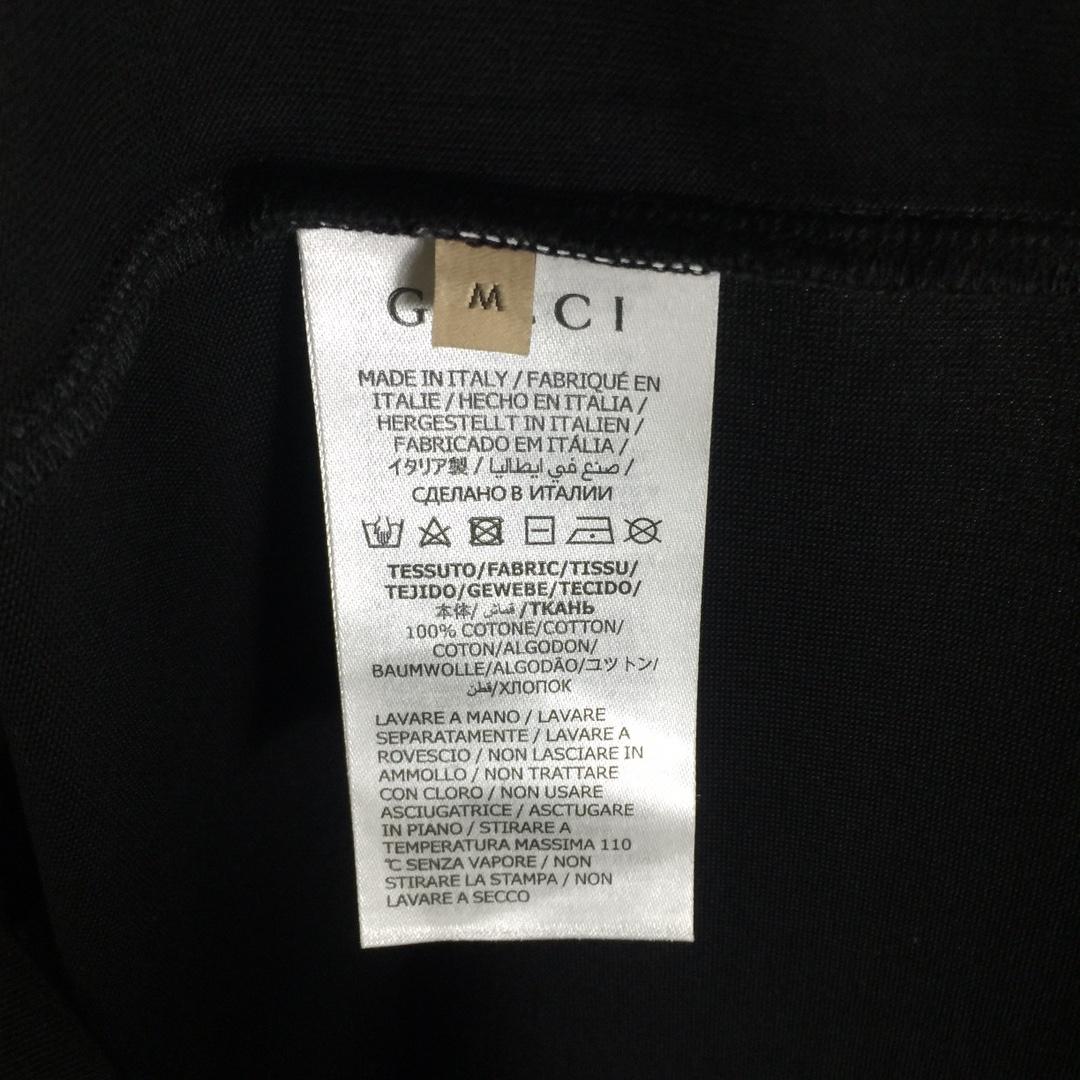 M
G CCI
MADE IN ITALY / FABRIQUÉ EN
ITALIE / HECHO EN ITALIA /
HERGESTELLT IN ITALIEN /
FABRICADO EM ITÁLIA /
イタリア製 / صنع في ايطاليا /
СДЕЛАНО В ИТАЛИИ
TESSUTO/FABRIC/TISSU/
TEJIDO/GEWEBE/TECIDO/
本体/ قماش /ТКАНЬ
100% COTONE/COTTON/
COTON/ALGODON/
BAUMWOLLE/ALGODÃO/コツトン/
قطن/ХЛОПОК
LAVARE A MANO / LAVARE
SEPARATAMENTE / LAVARE A
ROVESCIO / NON LASCIARE IN
AMMOLLO / NON TRATTARE
CON CLORO / NON USARE
ASCIUGATRICE / ASCTUGARE
IN PIANO / STIRARE A
TEMPERATURA MASSIMA 110
℃ SENZA VAPORE / NON
STIRARE LA STAMPA / NON
LAVARE A SECCO